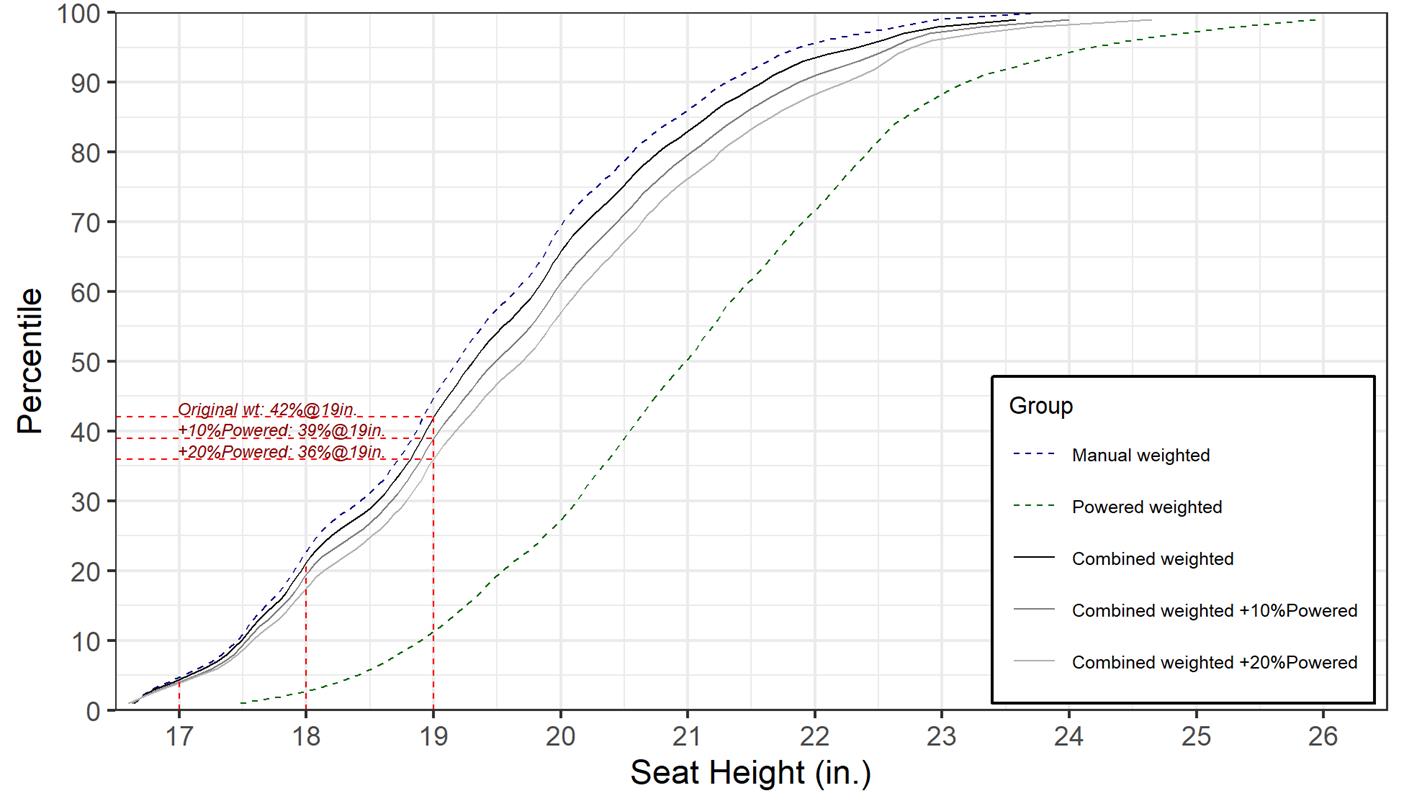 100
90
80
70
60
50
40
30
20
10
0
Percentile
Original wt: 42%@19in.
+10%Powered: 39%@19in.
+20%Powered: 36%@19in.
Group
Manual weighted
Powered weighted
Combined weighted
Combined weighted +10%Powered
Combined weighted +20%Powered
17 18 19 20 21 22 23 24 25 26
Seat Height (in.)